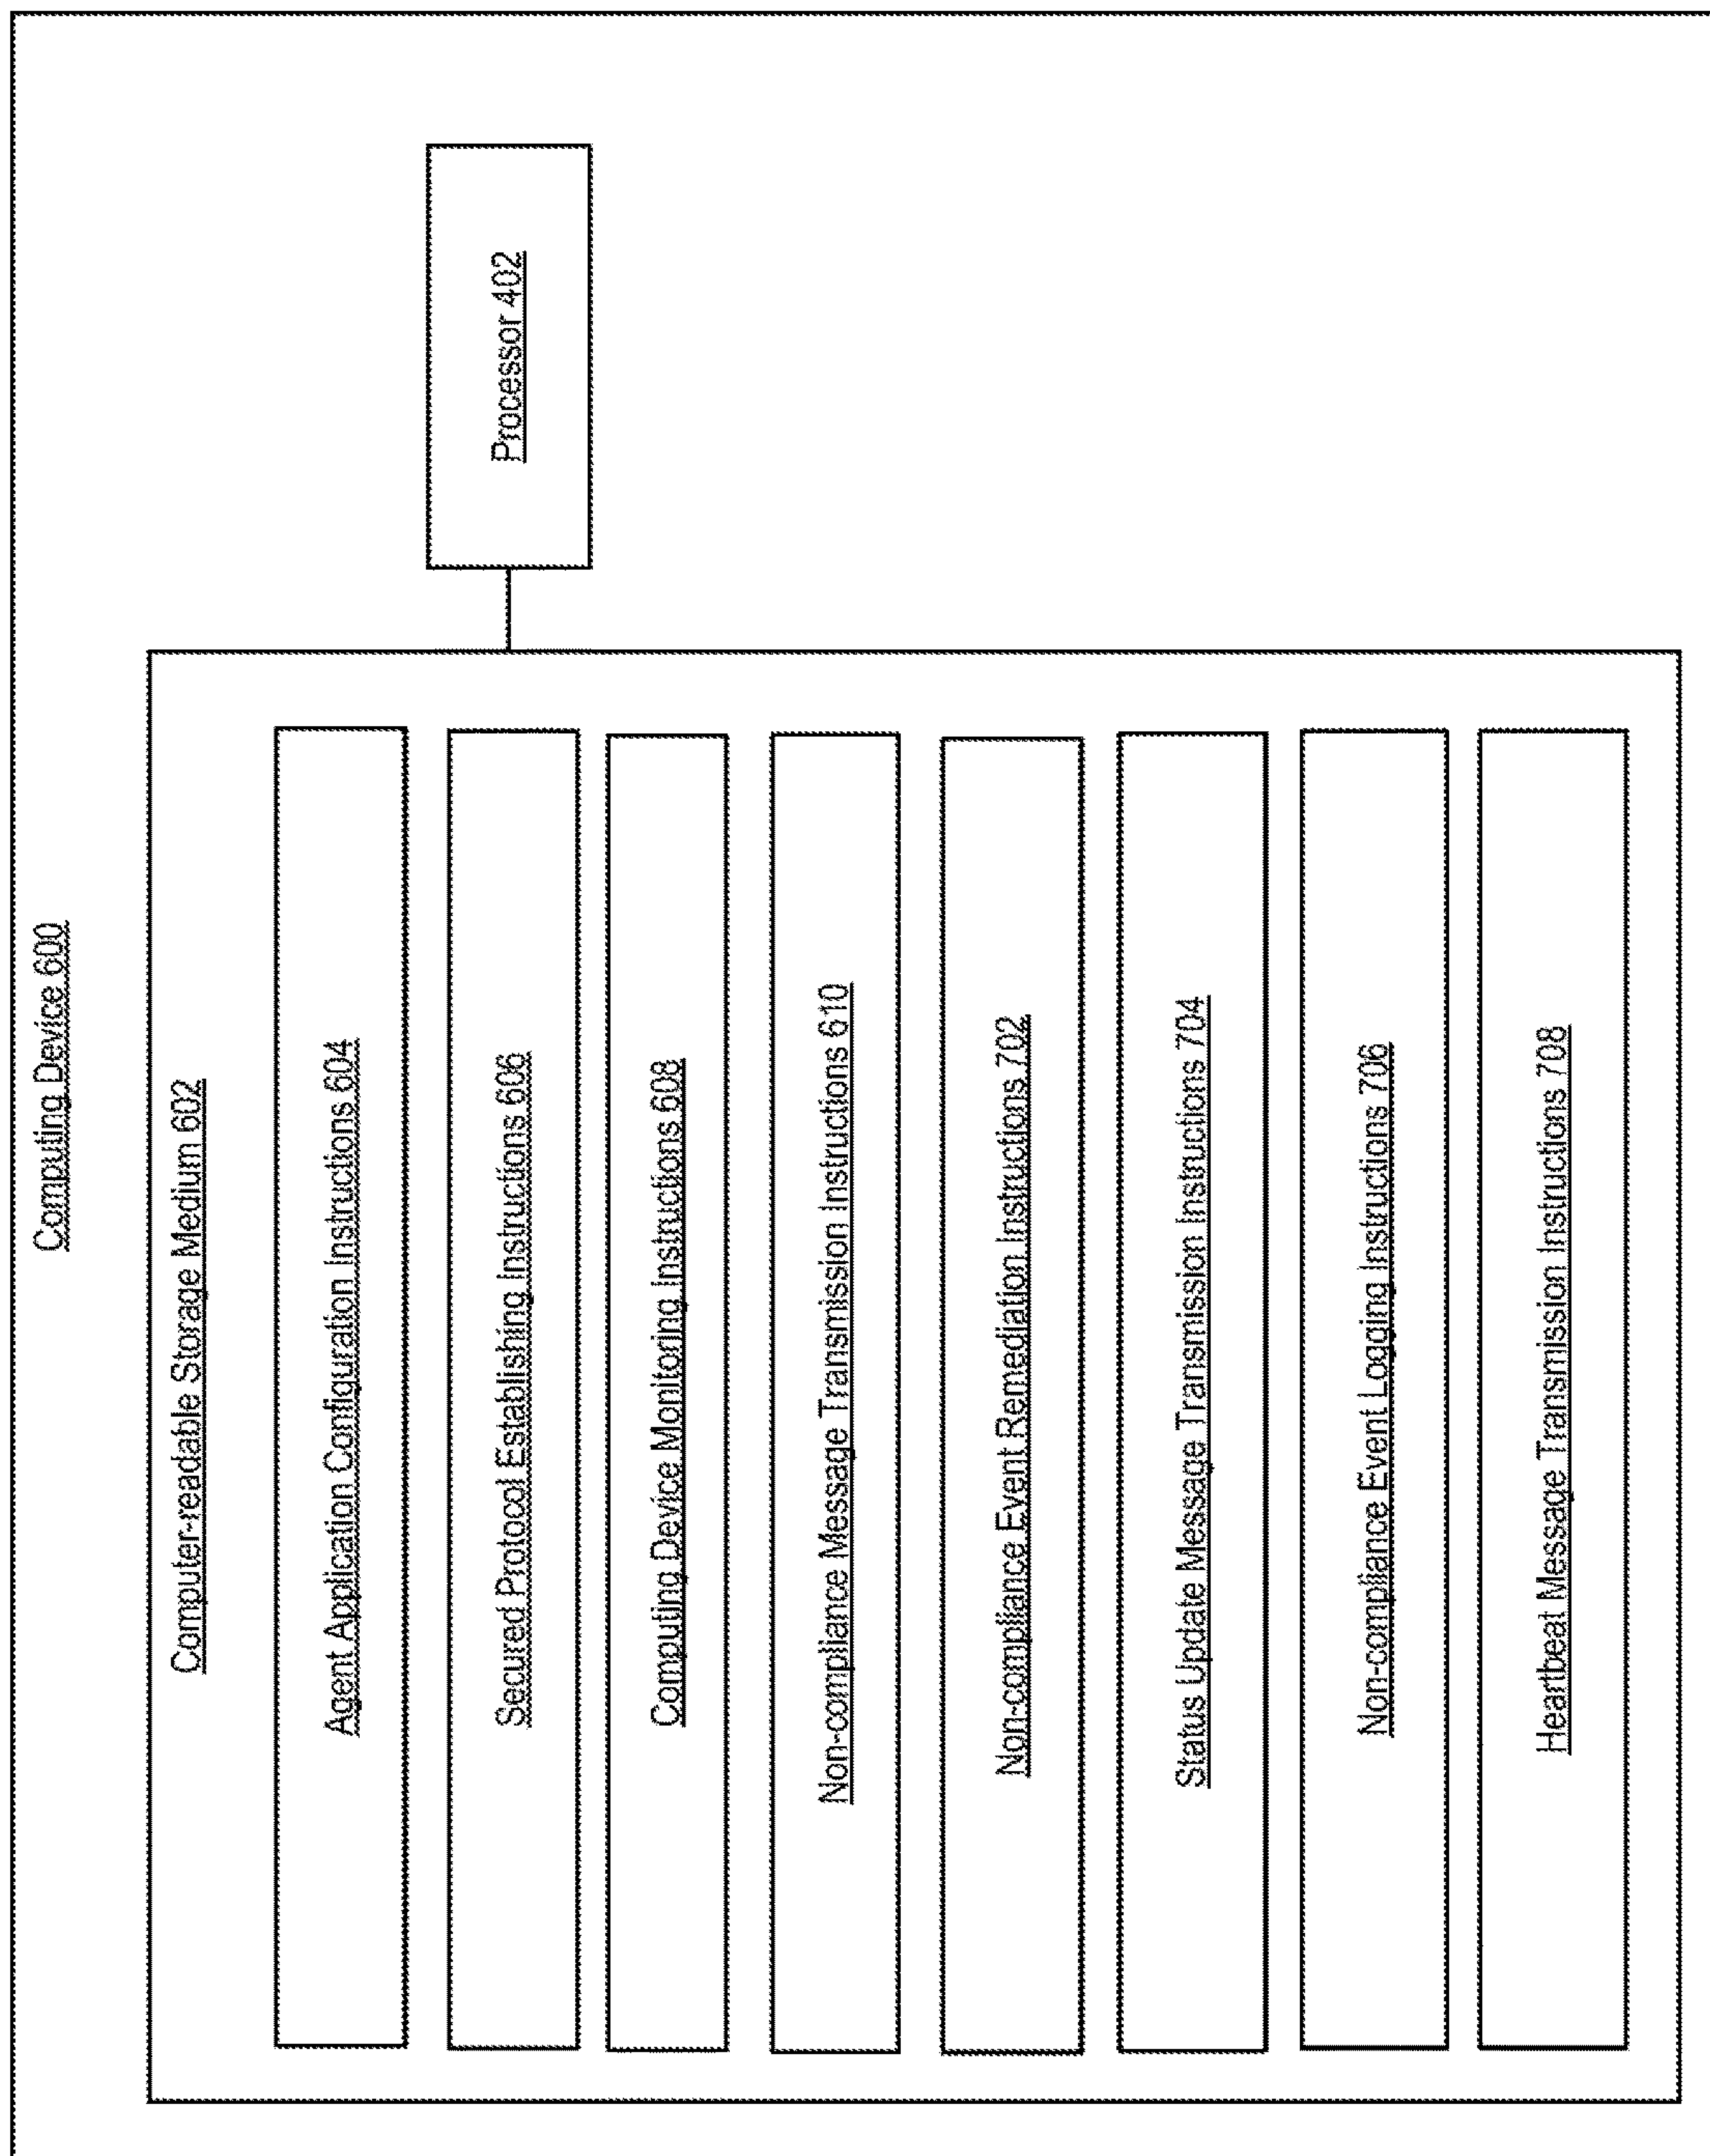 Computing Device 600
Computer-readable Storage Medium 602
Agent Application Configuration Instructions 604
Secured Protocol Establishing Instructions 606
Computing Device Monitoring Instructions 608
Non-compliance Message Transmission Instructions 610
Non-compliance Event Remediation Instructions 702
Status Update Message Transmission Instructions 704
Non-compliance Event Logging Instructions 706
Heartbeat Message Transmission Instructions 708
Processor 402